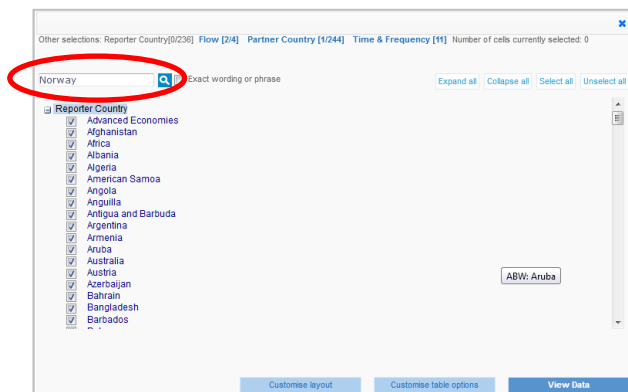 Other selections: Reporter Country[0/236] Flow [2/4] Partner Country [1/244] Time & Frequency [11] Number of cells currently selected: 0
Norway Exact wording or phrase Expand all Collapse all Select all Unselect all
Reporter Country
Advanced Economies
Afghanistan
Africa
Albania
Algeria
American Samoa
Angola
Anguilla
Antigua and Barbuda
Argentina
Armenia
Aruba
Australia
Austria
ABW: Aruba
Azerbaijan
Bahrain
Bangladesh
Barbados
Customise layout Customise table options View Data